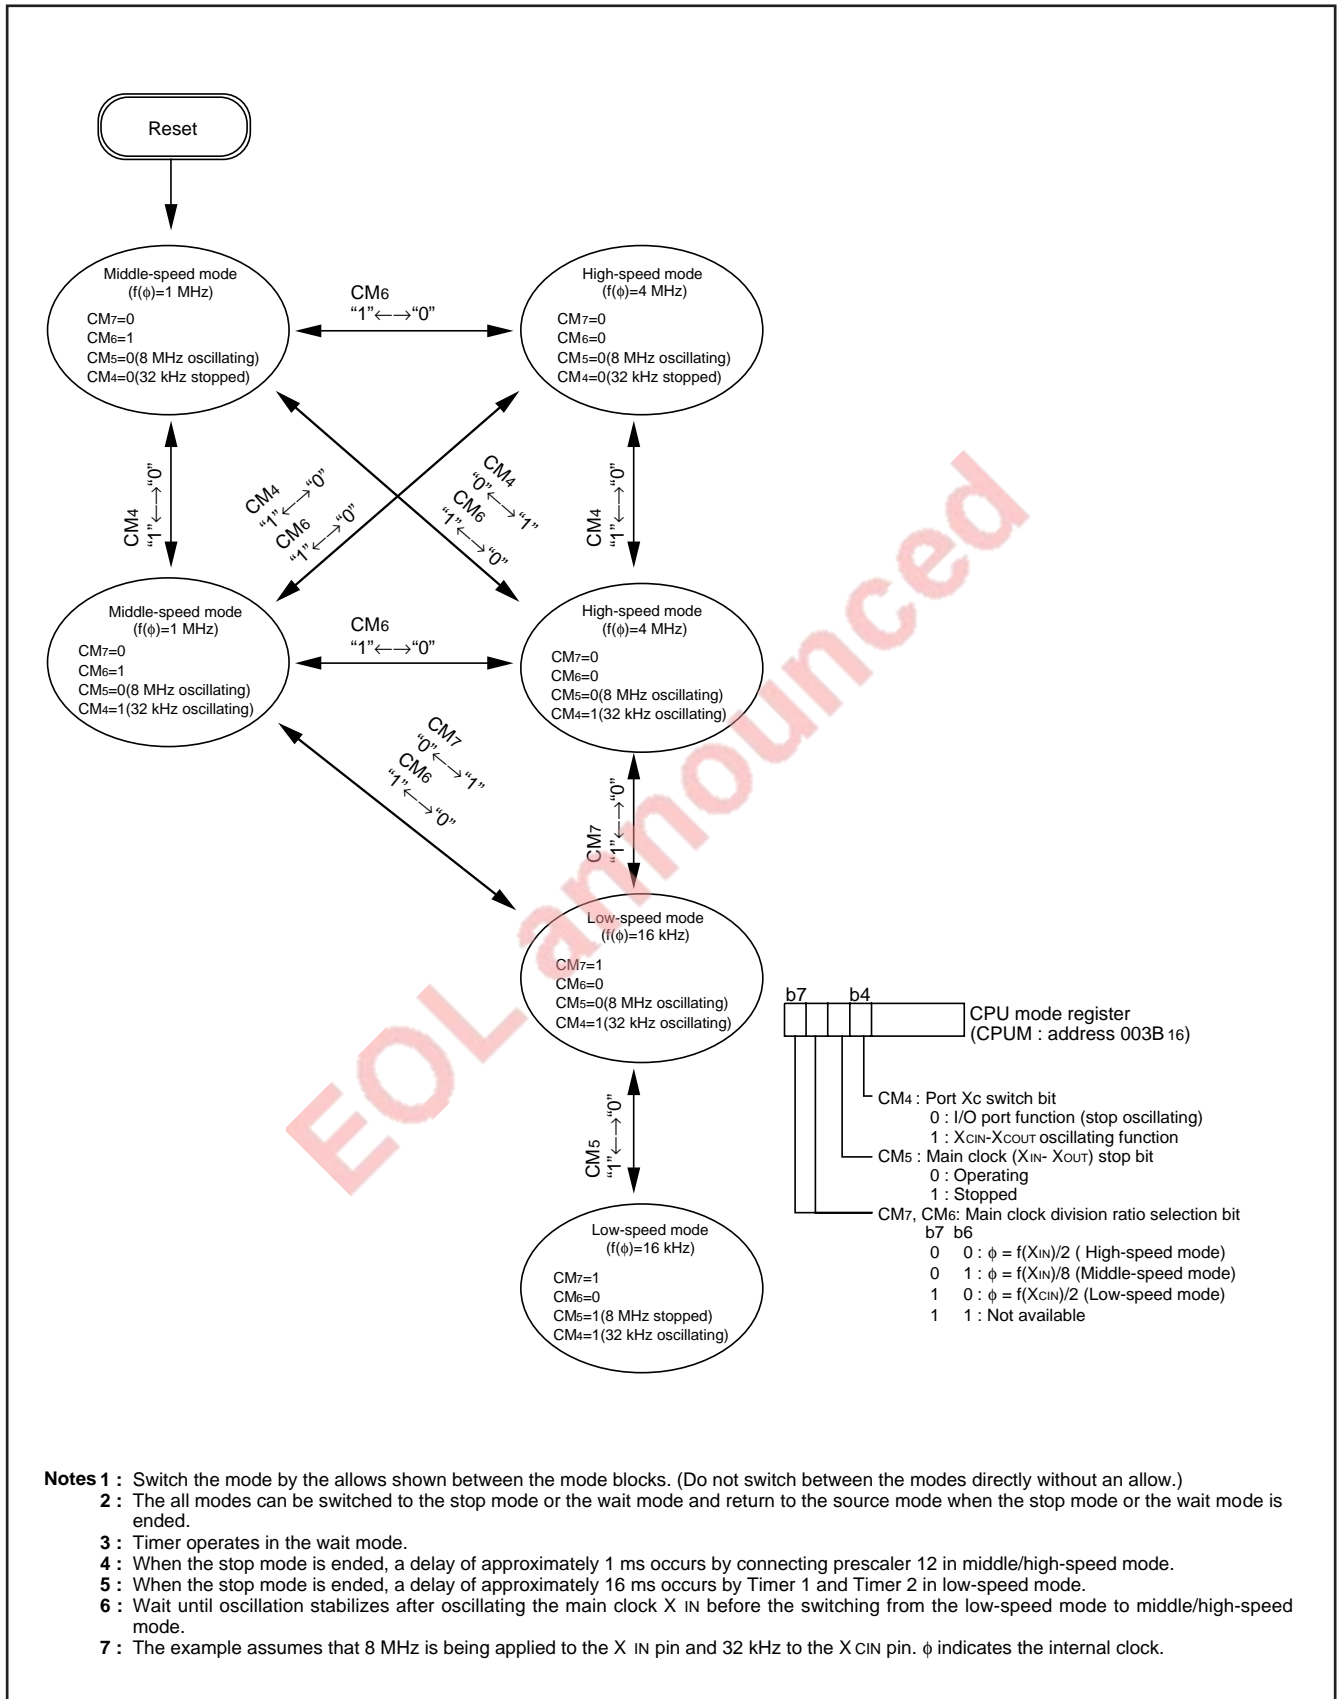 Reset
Middle-speed mode
(f(ϕ)=1 MHz)
CM7=0
CM6=1
CM5=0(8 MHz oscillating)
CM4=0(32 kHz stopped)
CM6
“1”←→“0”
High-speed mode
(f(ϕ)=4 MHz)
CM7=0
CM6=0
CM5=0(8 MHz oscillating)
CM4=0(32 kHz stopped)
CM4
“1”←→“0”
CM4
“1”←→“0”
CM6
“1”←→“0”
CM4
“0”←→“1”
CM6
“1”←→“0”
CM4
“1”←→“0”
Middle-speed mode
(f(ϕ)=1 MHz)
CM7=0
CM6=1
CM5=0(8 MHz oscillating)
CM4=1(32 kHz oscillating)
CM6
“1”←→“0”
High-speed mode
(f(ϕ)=4 MHz)
CM7=0
CM6=0
CM5=0(8 MHz oscillating)
CM4=1(32 kHz oscillating)
CM7
“0”←→“1”
CM6
“1”←→“0”
CM7
“1”←→“0”
Low-speed mode
(f(ϕ)=16 kHz)
CM7=1
CM6=0
CM5=0(8 MHz oscillating)
CM4=1(32 kHz oscillating)
CM5
“1”←→“0”
Low-speed mode
(f(ϕ)=16 kHz)
CM7=1
CM6=0
CM5=1(8 MHz stopped)
CM4=1(32 kHz oscillating)
b7 b4
CPU mode register
(CPUM : address 003B 16)
CM4 : Port Xc switch bit
0 : I/O port function (stop oscillating)
1 : XCIN-XCOUT oscillating function
CM5 : Main clock (XIN- XOUT) stop bit
0 : Operating
1 : Stopped
CM7, CM6: Main clock division ratio selection bit
b7 b6
0 0 : ϕ = f(XIN)/2 ( High-speed mode)
0 1 : ϕ = f(XIN)/8 (Middle-speed mode)
1 0 : ϕ = f(XCIN)/2 (Low-speed mode)
1 1 : Not available
EOL announced
Notes 1 : Switch the mode by the allows shown between the mode blocks. (Do not switch between the modes directly without an allow.)
2 : The all modes can be switched to the stop mode or the wait mode and return to the source mode when the stop mode or the wait mode is
ended.
3 : Timer operates in the wait mode.
4 : When the stop mode is ended, a delay of approximately 1 ms occurs by connecting prescaler 12 in middle/high-speed mode.
5 : When the stop mode is ended, a delay of approximately 16 ms occurs by Timer 1 and Timer 2 in low-speed mode.
6 : Wait until oscillation stabilizes after oscillating the main clock X IN before the switching from the low-speed mode to middle/high-speed
mode.
7 : The example assumes that 8 MHz is being applied to the X IN pin and 32 kHz to the X CIN pin. ϕ indicates the internal clock.